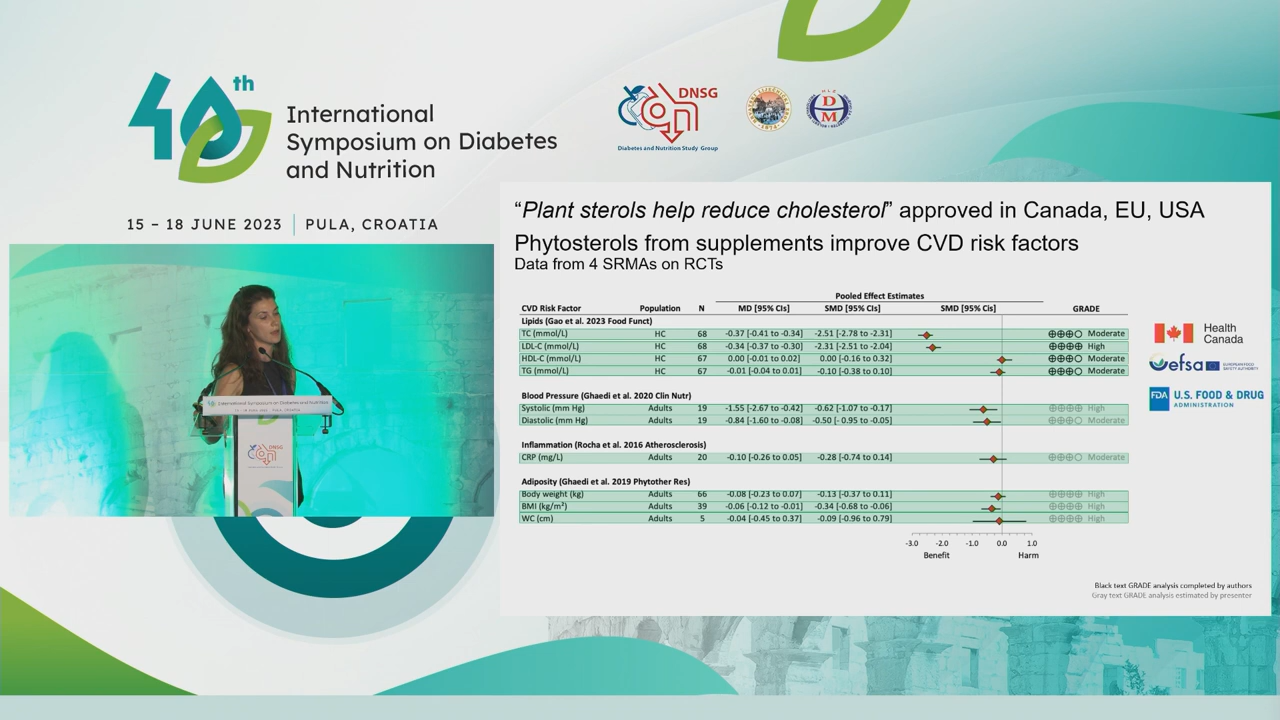 40th
International
Symposium on Diabetes
and Nutrition
15 – 18 JUNE 2023 | PULA, CROATIA
DNSG
Diabetes and Nutrition Study Group
D
M
International Symposium on Diabetes and Nutrition
DNSG
“Plant sterols help reduce cholesterol” approved in Canada, EU, USA
Phytosterols from supplements improve CVD risk factors
Data from 4 SRMAs on RCTs
Pooled Effect Estimates
CVD Risk Factor Population N MD [95% CIs] SMD [95% CIs] SMD [95% CIs] GRADE
Lipids (Gao et al. 2023 Food Funct)
TC (mmol/L) HC 68 -0.37 [-0.41 to -0.34] -2.51 [-2.78 to -2.31] Moderate
LDL-C (mmol/L) HC 68 -0.34 [-0.37 to -0.30] -2.31 [-2.51 to -2.04] High
HDL-C (mmol/L) HC 67 0.00 [-0.01 to 0.02] 0.00 [-0.16 to 0.32] Moderate
TG (mmol/L) HC 67 -0.01 [-0.04 to 0.01] -0.10 [-0.38 to 0.10] Moderate
Blood Pressure (Ghaedi et al. 2020 Clin Nutr)
Systolic (mm Hg) Adults 19 -1.55 [-2.67 to -0.42] -0.62 [-1.07 to -0.17] High
Diastolic (mm Hg) Adults 19 -0.84 [-1.60 to -0.08] -0.50 [- 0.95 to -0.05] Moderate
Inflammation (Rocha et al. 2016 Atherosclerosis)
CRP (mg/L) Adults 20 -0.10 [-0.26 to 0.05] -0.28 [-0.74 to 0.14] Moderate
Adiposity (Ghaedi et al. 2019 Phytother Res)
Body weight (kg) Adults 66 -0.08 [-0.23 to 0.07] -0.13 [-0.37 to 0.11] High
BMI (kg/m²) Adults 39 -0.06 [-0.12 to -0.01] -0.34 [-0.68 to -0.06] High
WC (cm) Adults 5 -0.04 [-0.45 to 0.37] -0.09 [-0.96 to 0.79] High
-3.0 -2.0 -1.0 0.0 1.0
Benefit Harm
Health
Canada
efsa
EUROPEAN FOOD
SAFETY AUTHORITY
FDA U.S. FOOD & DRUG
ADMINISTRATION
Black text GRADE analysis completed by authors
Gray text GRADE analysis estimated by presenter